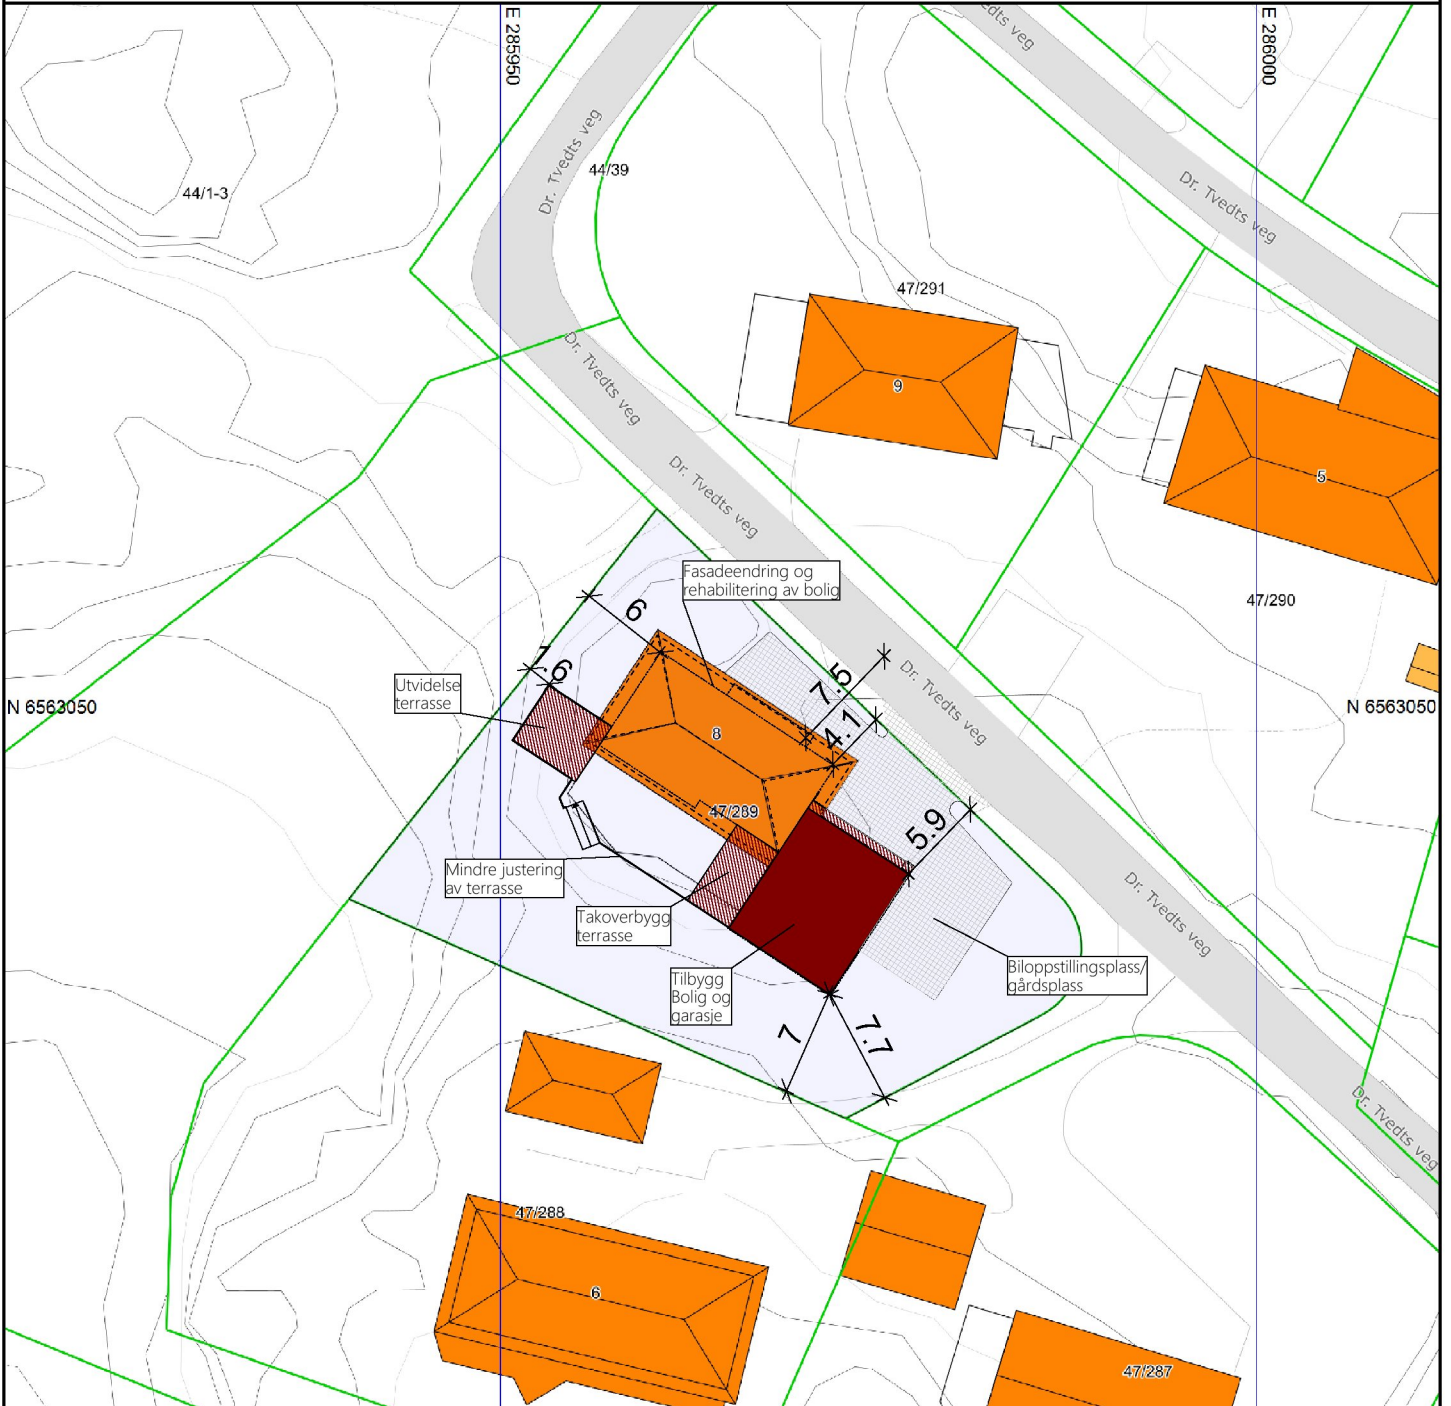 E 285950
E 286000
Dr. Tvedts veg
44/39
44/1-3
Dr. Tvedts veg
Dr. Tvedts veg
47/291
9
Dr. Tvedts veg
Dr. Tvedts veg
5
47/290
Fasadeendring og
rehabilitering av bolig
6
1.6
7.5
4.1
Utvidelse
terrasse
N 6563050
N 6563050
8
Dr. Tvedts veg
47/289
5.9
Mindre justering
av terrasse
Takoverbygg
terrasse
Tilbygg
Bolig og
garasje
Biloppstillingsplass/
gårdsplass
Dr. Tvedts veg
7
7.7
Dr. Tvedts veg
47/288
6
47/287